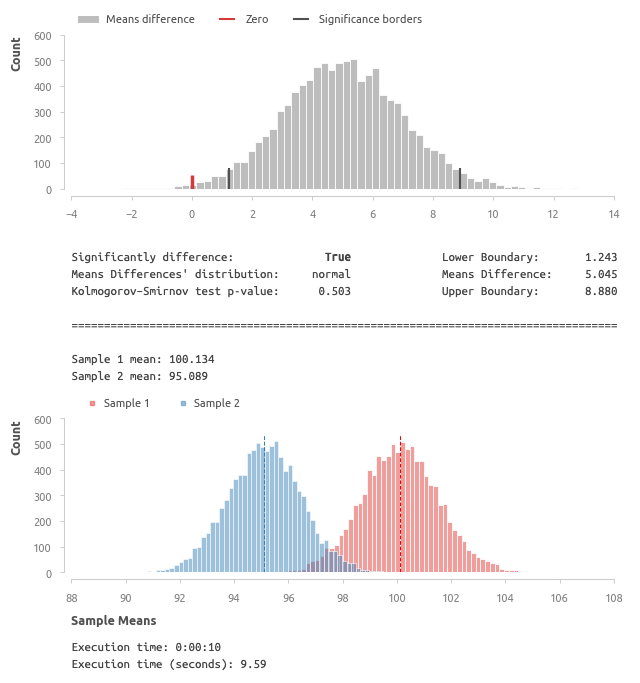 Means difference Zero Significance borders
Count
600
500
400
300
200
100
0
−4 −2 0 2 4 6 8 10 12 14
Significantly difference: True Lower Boundary: 1.243
Means Differences' distribution: normal Means Difference: 5.045
Kolmogorov–Smirnov test p-value: 0.503 Upper Boundary: 8.880
====================================================================================
Sample 1 mean: 100.134
Sample 2 mean: 95.089
Sample 1 Sample 2
Count
600
500
400
300
200
100
0
88 90 92 94 96 98 100 102 104 106 108
Sample Means
Execution time: 0:00:10
Execution time (seconds): 9.59